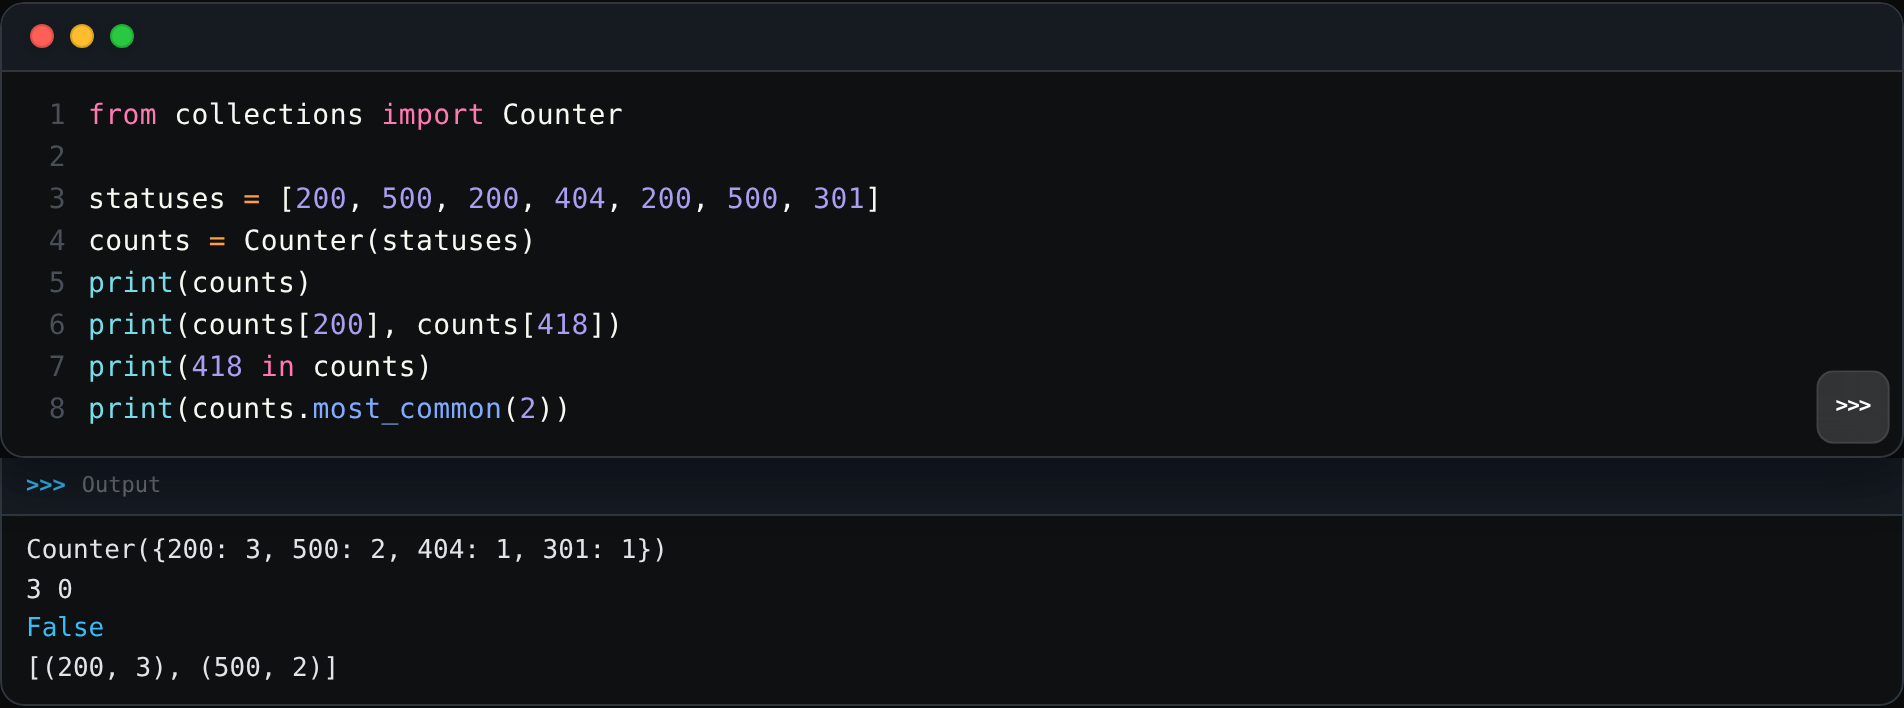 1 from collections import Counter
2
3 statuses = [200, 500, 200, 404, 200, 500, 301]
4 counts = Counter(statuses)
5 print(counts)
6 print(counts[200], counts[418])
7 print(418 in counts)
8 print(counts.most_common(2))
>>>
>>> Output
Counter({200: 3, 500: 2, 404: 1, 301: 1})
3 0
False
[(200, 3), (500, 2)]